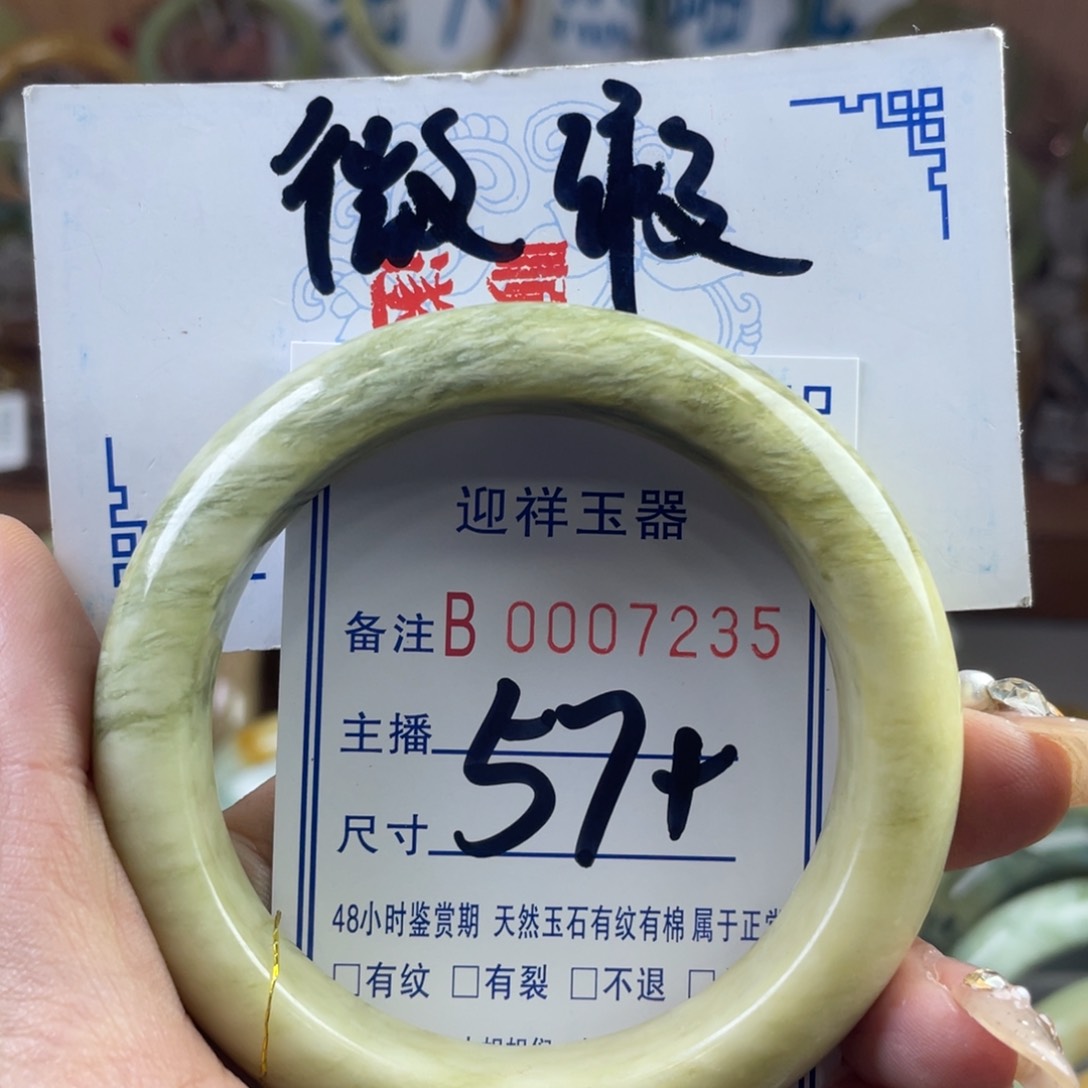 微瑕
迎祥玉器
备注B 0007235
主播
57+
尺寸
48小时鉴赏期 天然玉石有纹有棉 属于正
□有纹 □有裂 □不退 □